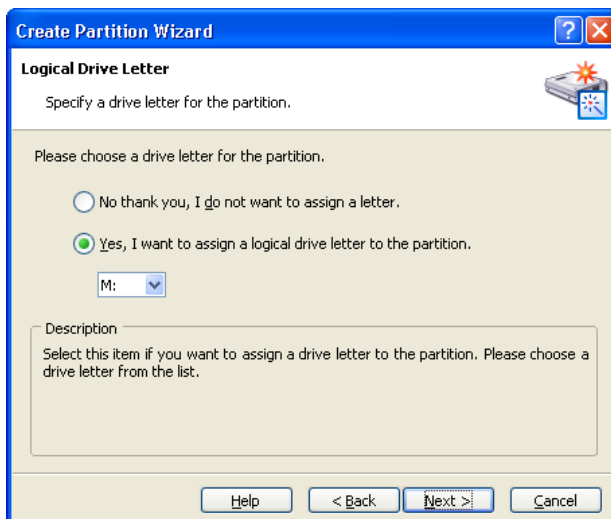 Create Partition Wizard
Logical Drive Letter
Specify a drive letter for the partition.
Please choose a drive letter for the partition.
No thank you, I do not want to assign a letter.
Yes, I want to assign a logical drive letter to the partition.
M:
Description
Select this item if you want to assign a drive letter to the partition. Please choose a
drive letter from the list.
Help
< Back
Next >
Cancel